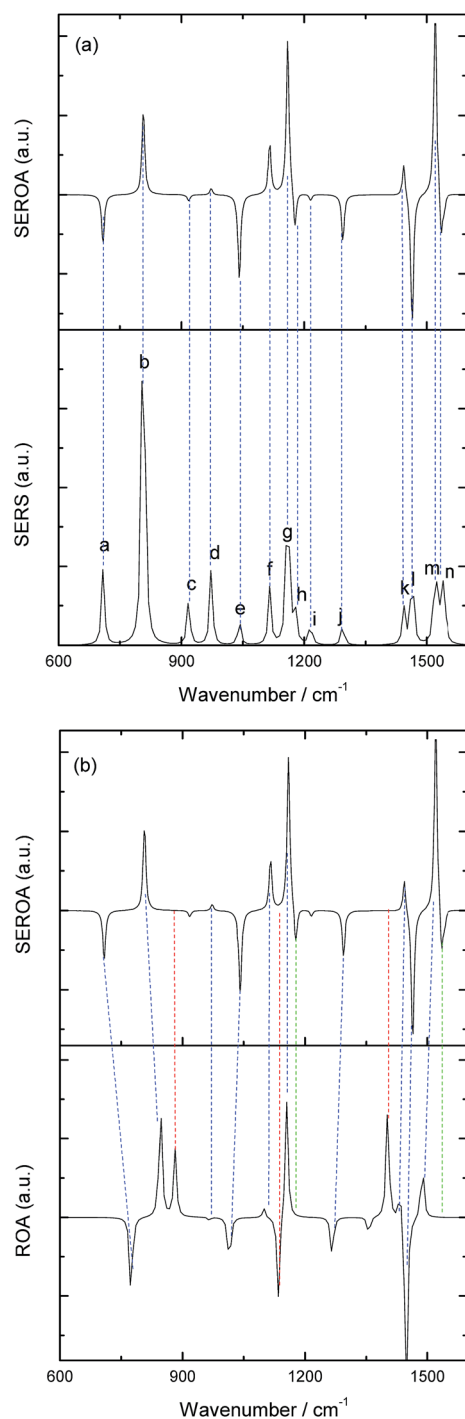 (a)
SEROA (a.u.)
SERS (a.u.)
a
b
c
d
e
f
g
h
i
j
k
l
m
n
600 900 1200 1500
Wavenumber / cm⁻¹
(b)
SEROA (a.u.)
ROA (a.u.)
600 900 1200 1500
Wavenumber / cm⁻¹